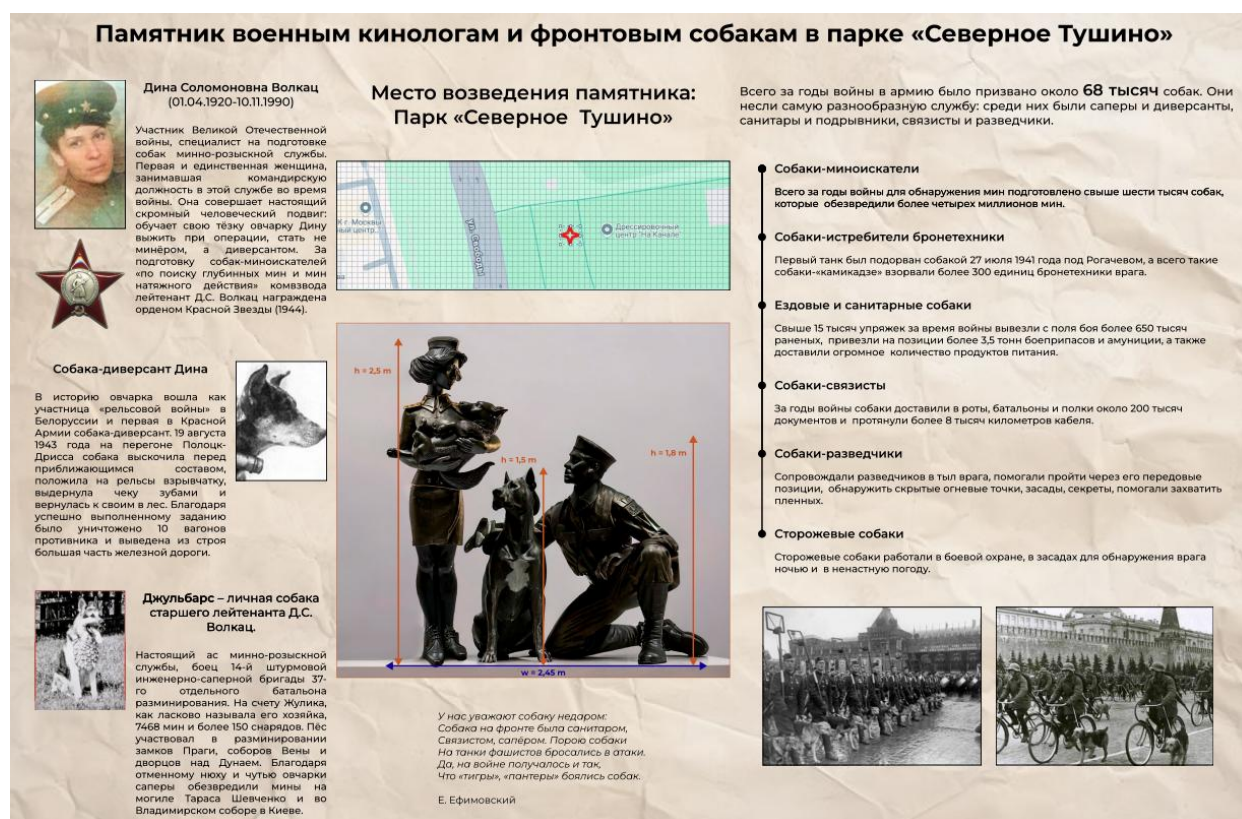 Памятник военным кинологам и фронтовым собакам в парке «Северное Тушино»
Дина Соломоновна Волкац
(01.04.1920-10.11.1990)
Участник Великой Отечественной
войны, специалист на подготовке
собак минно-розыскной службы.
Первая и единственная женщина,
занимавшая командирскую
должность в этой службе во время
войны. Она совершает настоящий
скромный человеческий подвиг:
обучает свою тёзку овчарку Дину
выжить при операции, стать не
минёром, а диверсантом. За
подготовку собак-миноискателей
«по поиску глубинных мин и мин
натяжного действия» комвзвода
лейтенант Д.С. Волкац награждена
орденом Красной Звезды (1944).
Собака-диверсант Дина
В историю овчарка вошла как
участница «рельсовой войны» в
Белоруссии и первая в Красной
Армии собака-диверсант. 19 августа
1943 года на перегоне Полоцк-
Дрисса собака выскочила перед
приближающимся составом,
положила на рельсы взрывчатку,
выдернула чеку зубами и
вернулась к своим в лес. Благодаря
успешно выполненному заданию
было уничтожено 10 вагонов
противника и выведена из строя
большая часть железной дороги.
Джульбарс – личная собака
старшего лейтенанта Д.С.
Волкац.
Настоящий ас минно-розыскной
службы, боец 14-й штурмовой
инженерно-саперной бригады 37-
го отдельного батальона
разминирования. На счету Жулика,
как ласково называла его хозяйка,
7468 мин и более 150 снарядов. Пёс
участвовал в разминировании
замков Праги, соборов Вены и
дворцов над Дунаем. Благодаря
отменному нюху и чутью овчарки
саперы обезвредили мины на
могиле Тараса Шевченко и во
Владимирском соборе в Киеве.
Место возведения памятника:
Парк «Северное Тушино»
г. Москвы
центр...
ул. Свободы
Дрессировочный
центр "На Канале"
h = 2,5 m
h = 1,5 m
h = 1,8 m
w = 2,45 m
У нас уважают собаку недаром:
Собака на фронте была санитаром,
Связистом, сапёром. Порою собаки
На танки фашистов бросались в атаки.
Да, на войне получалось и так,
Что «тигры», «пантеры» боялись собак.
Е. Ефимовский
Всего за годы войны в армию было призвано около 68 тысяч собак. Они
несли самую разнообразную службу: среди них были саперы и диверсанты,
санитары и подрывники, связисты и разведчики.
Собаки-миноискатели
Всего за годы войны для обнаружения мин подготовлено свыше шести тысяч собак,
которые обезвредили более четырех миллионов мин.
Собаки-истребители бронетехники
Первый танк был подорван собакой 27 июля 1941 года под Рогачевом, а всего такие
собаки-«камикадзе» взорвали более 300 единиц бронетехники врага.
Ездовые и санитарные собаки
Свыше 15 тысяч упряжек за время войны вывезли с поля боя более 650 тысяч
раненых, привезли на позиции более 3,5 тонн боеприпасов и амуниции, а также
доставили огромное количество продуктов питания.
Собаки-связисты
За годы войны собаки доставили в роты, батальоны и полки около 200 тысяч
документов и протянули более 8 тысяч километров кабеля.
Собаки-разведчики
Сопровождали разведчиков в тыл врага, помогали пройти через его передовые
позиции, обнаружить скрытые огневые точки, засады, секреты, помогали захватить
пленных.
Сторожевые собаки
Сторожевые собаки работали в боевой охране, в засадах для обнаружения врага
ночью и в ненастную погоду.